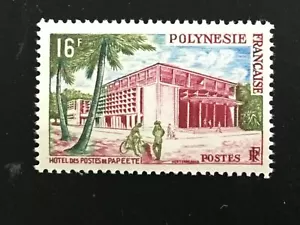 16F
POLYNESIE
FRANÇAISE
HOTEL DES POSTES DE PAPEETE
POSTES
RF